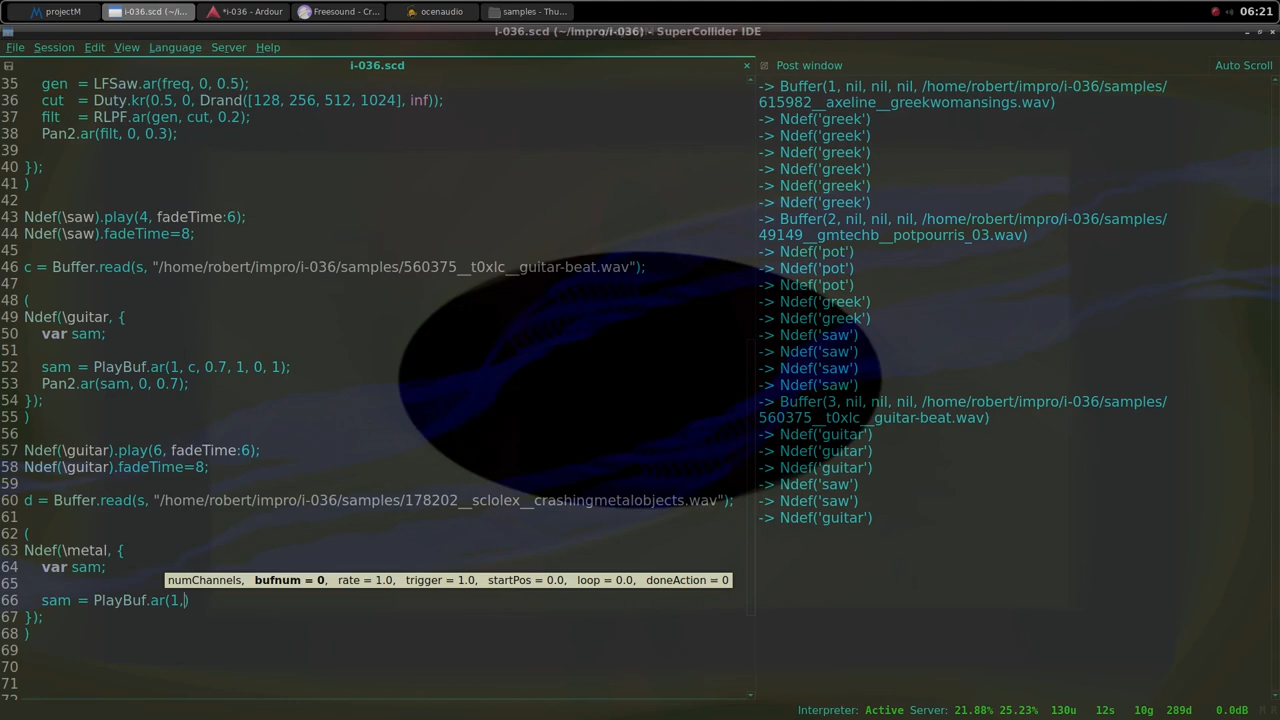 projectM
i-036.scd (~/i...
*i-036 - Ardour
Freesound - Cr...
ocenaudio
samples - Thu...
06:21
i-036.scd (~/impro/i-036) - SuperCollider IDE
File Session Edit View Language Server Help
i-036.scd
Post window
Auto Scroll
35 gen = LFSaw.ar(freq, 0, 0.5);
36 cut = Duty.kr(0.5, 0, Drand([128, 256, 512, 1024], inf));
37 filt = RLPF.ar(gen, cut, 0.2);
38 Pan2.ar(filt, 0, 0.3);
39
40 });
41 )
42
43 Ndef(\saw).play(4, fadeTime:6);
44 Ndef(\saw).fadeTime=8;
45
46 c = Buffer.read(s, "/home/robert/impro/i-036/samples/560375__t0xlc__guitar-beat.wav");
47
48 (
49 Ndef(\guitar, {
50 var sam;
51
52 sam = PlayBuf.ar(1, c, 0.7, 1, 0, 1);
53 Pan2.ar(sam, 0, 0.7);
54 });
55 )
56
57 Ndef(\guitar).play(6, fadeTime:6);
58 Ndef(\guitar).fadeTime=8;
59
60 d = Buffer.read(s, "/home/robert/impro/i-036/samples/178202__sclolex__crashingmetalobjects.wav");
61
62 (
63 Ndef(\metal, {
64 var sam;
65
numChannels, bufnum = 0, rate = 1.0, trigger = 1.0, startPos = 0.0, loop = 0.0, doneAction = 0
66 sam = PlayBuf.ar(1,)
67 });
68 )
69
70
71
72
-> Buffer(1, nil, nil, nil, /home/robert/impro/i-036/samples/
615982__axeline__greekwomansings.wav)
-> Ndef('greek')
-> Ndef('greek')
-> Ndef('greek')
-> Ndef('greek')
-> Ndef('greek')
-> Ndef('greek')
-> Buffer(2, nil, nil, nil, /home/robert/impro/i-036/samples/
49149__gmtechb__potpourris_03.wav)
-> Ndef('pot')
-> Ndef('pot')
-> Ndef('pot')
-> Ndef('greek')
-> Ndef('greek')
-> Ndef('saw')
-> Ndef('saw')
-> Ndef('saw')
-> Ndef('saw')
-> Buffer(3, nil, nil, nil, /home/robert/impro/i-036/samples/
560375__t0xlc__guitar-beat.wav)
-> Ndef('guitar')
-> Ndef('guitar')
-> Ndef('guitar')
-> Ndef('saw')
-> Ndef('saw')
-> Ndef('guitar')
Interpreter: Active Server: 21.88% 25.23% 130u 12s 10g 289d 0.0dB M R